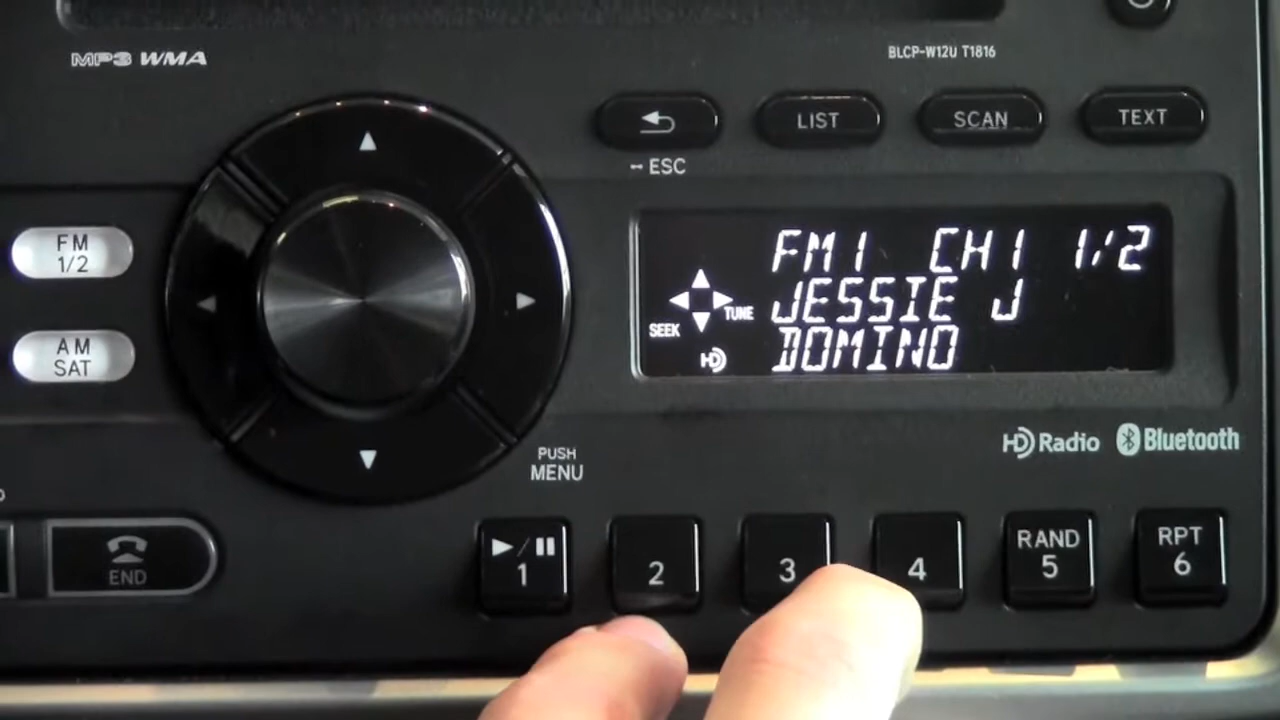 MP3 WMA
BLCP-W12U T1816
LIST
SCAN
TEXT
ESC
FM
1/2
AM
SAT
FM1 CH1 1/2
JESSIE J
DOMINO
SEEK
TUNE
HD
HD Radio
Bluetooth
PUSH
MENU
END
1
2
3
4
RAND
5
RPT
6